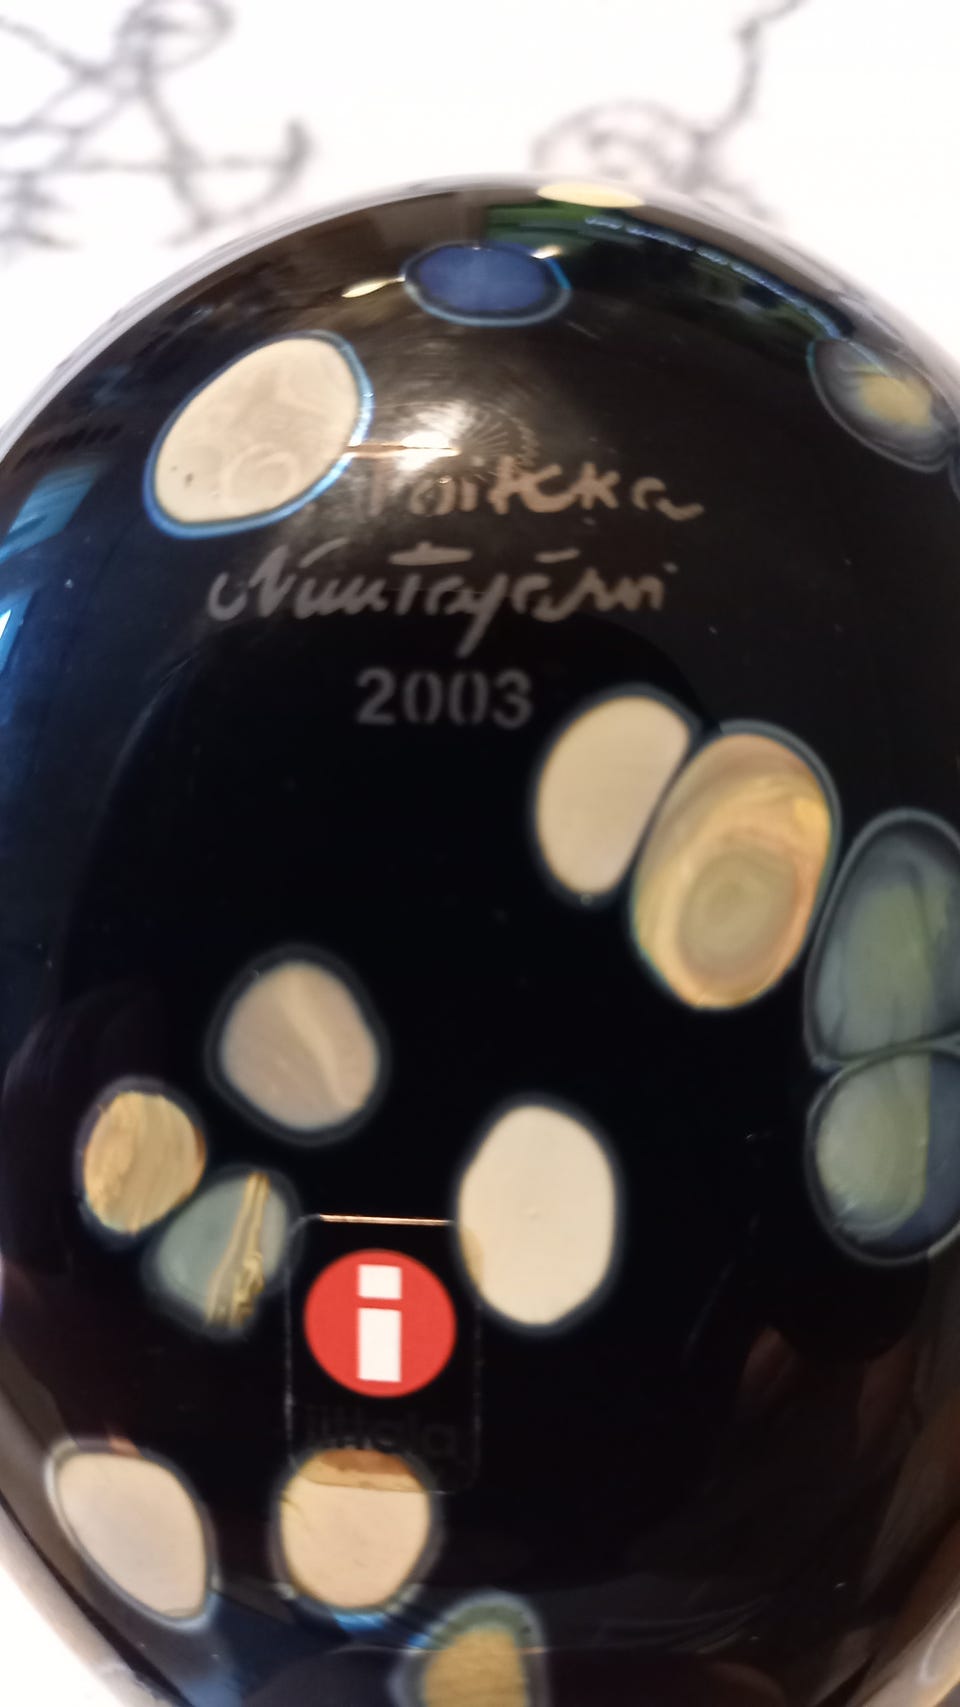 Toikka
Nuutajärvi
2003
i
iittala